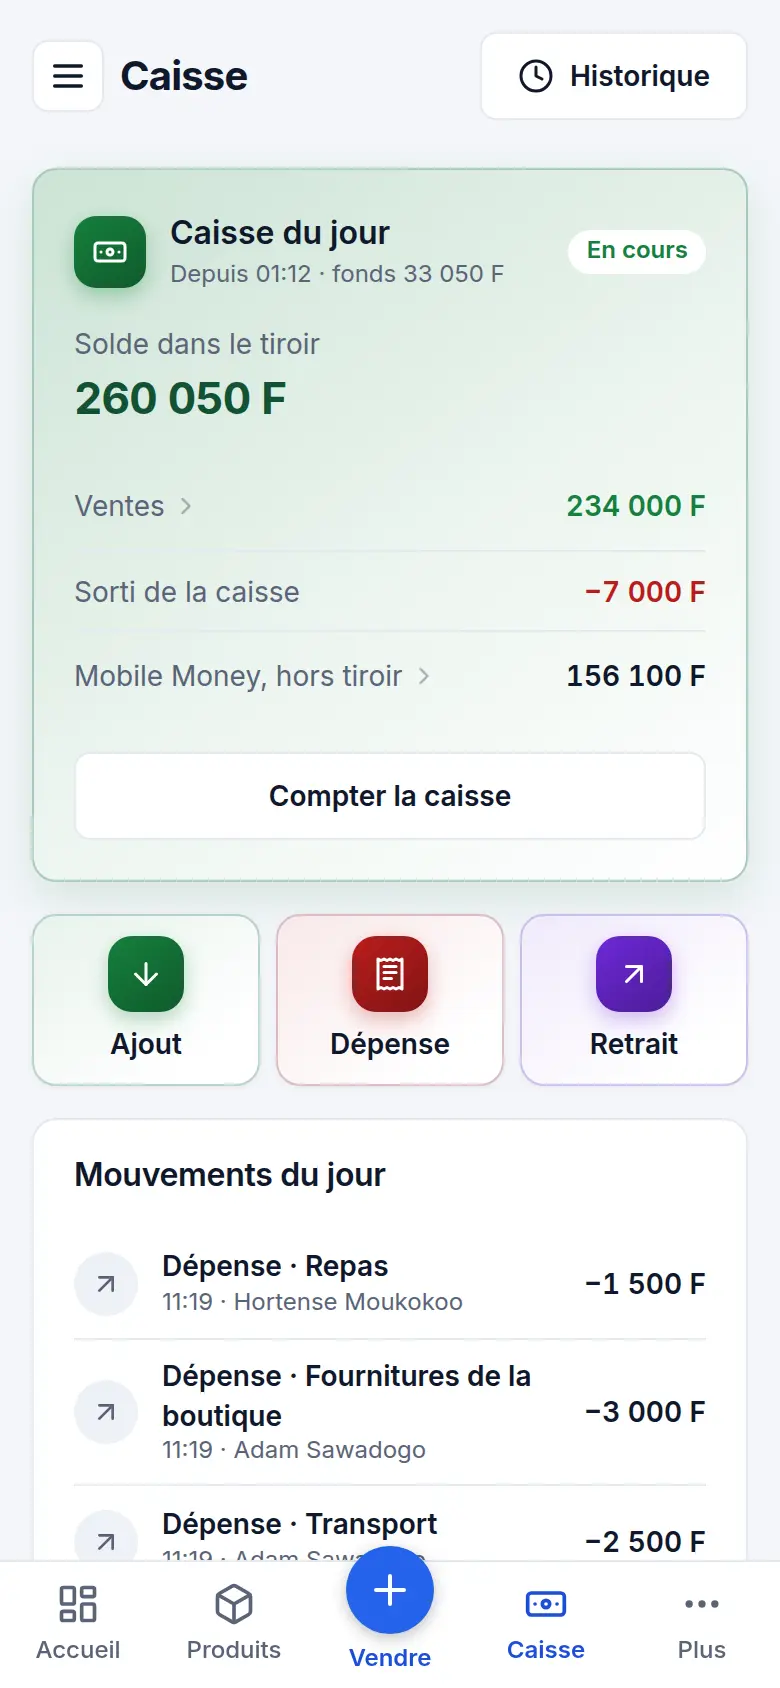 Caisse
Historique
Caisse du jour
Depuis 01:12 · fonds 33 050 F
En cours
Solde dans le tiroir
260 050 F
Ventes
234 000 F
Sorti de la caisse
−7 000 F
Mobile Money, hors tiroir
156 100 F
Compter la caisse
Ajout
Dépense
Retrait
Mouvements du jour
Dépense · Repas
11:19 · Hortense Moukokoo
−1 500 F
Dépense · Fournitures de la
boutique
11:19 · Adam Sawadogo
−3 000 F
Dépense · Transport
11:19 · Adam
−2 500 F
Accueil
Produits
Vendre
Caisse
Plus